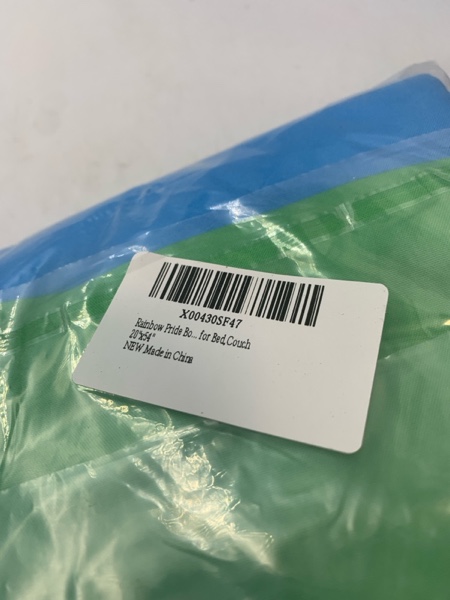 X00430SF47
Rainbow Pride Bo... for Bed,Couch
20"x54"
NEW Made in China